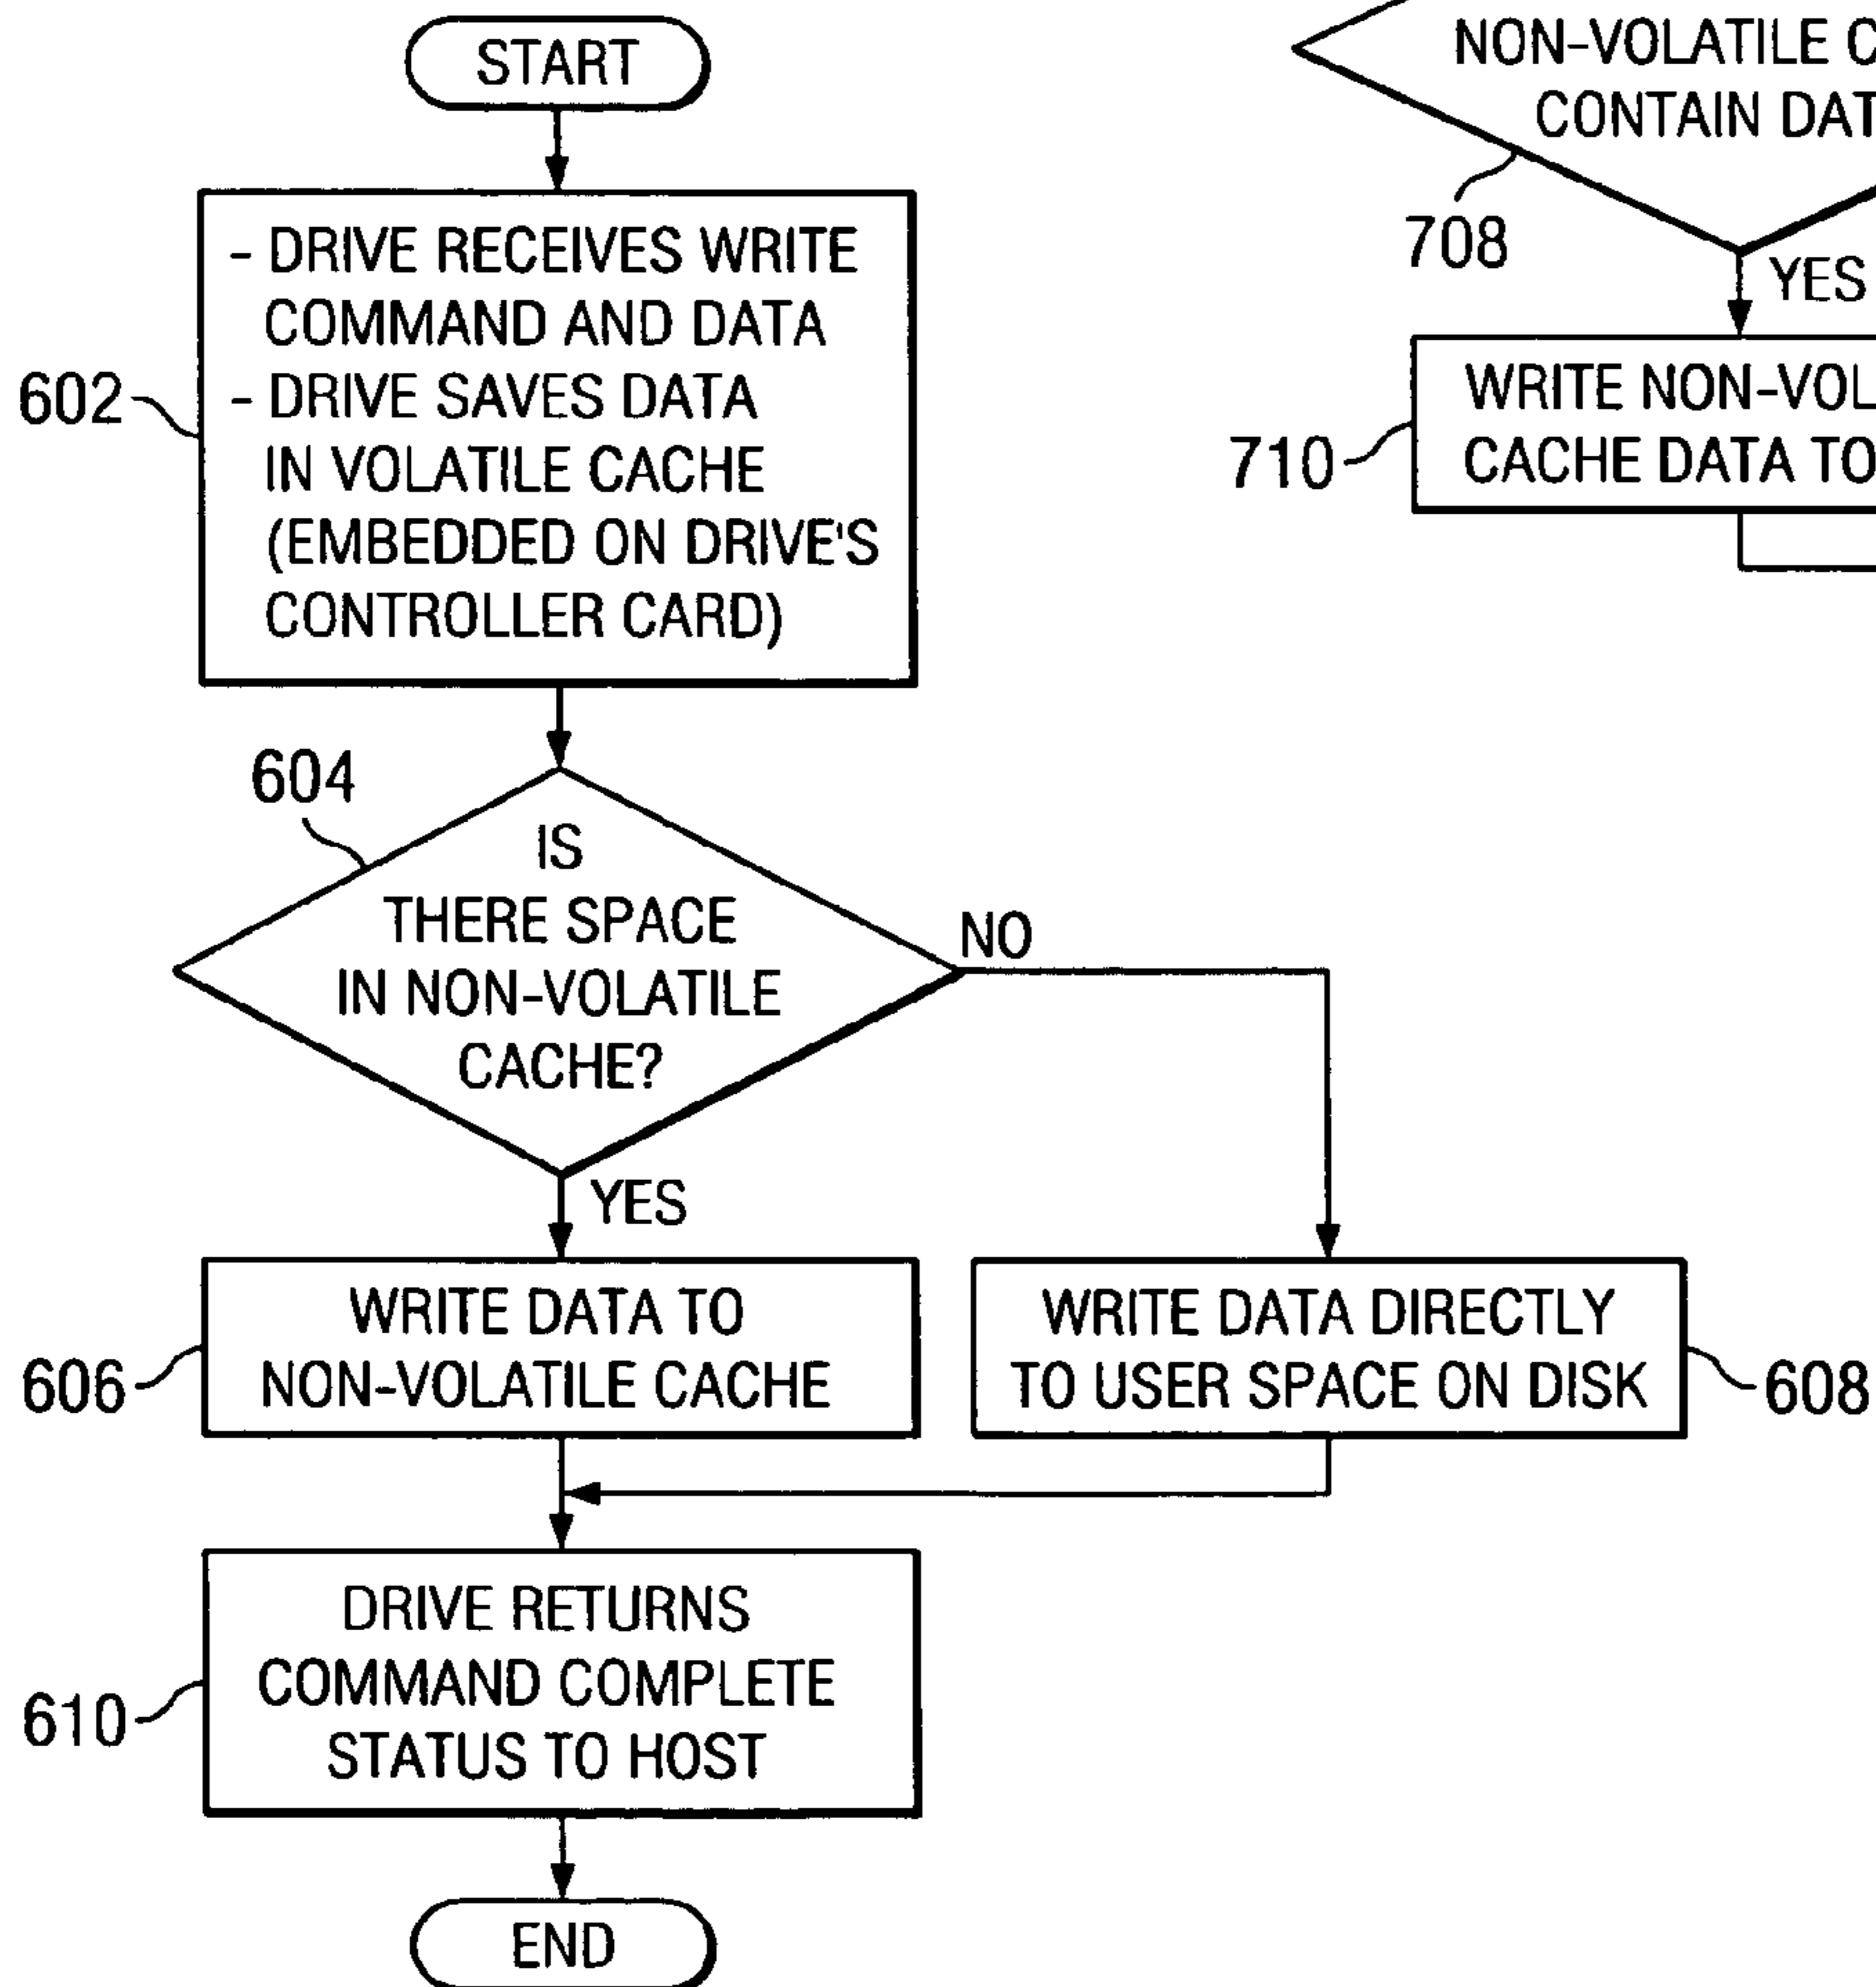 START
- DRIVE RECEIVES WRITE
COMMAND AND DATA
- DRIVE SAVES DATA
IN VOLATILE CACHE
(EMBEDDED ON DRIVE'S
CONTROLLER CARD)
602
604
IS
THERE SPACE
IN NON-VOLATILE
CACHE?
NO
YES
WRITE DATA TO
NON-VOLATILE CACHE
606
WRITE DATA DIRECTLY
TO USER SPACE ON DISK
608
DRIVE RETURNS
COMMAND COMPLETE
STATUS TO HOST
610
END
NON-VOLATILE
CONTAIN
708
YES
WRITE
CACHE DATA TO
710